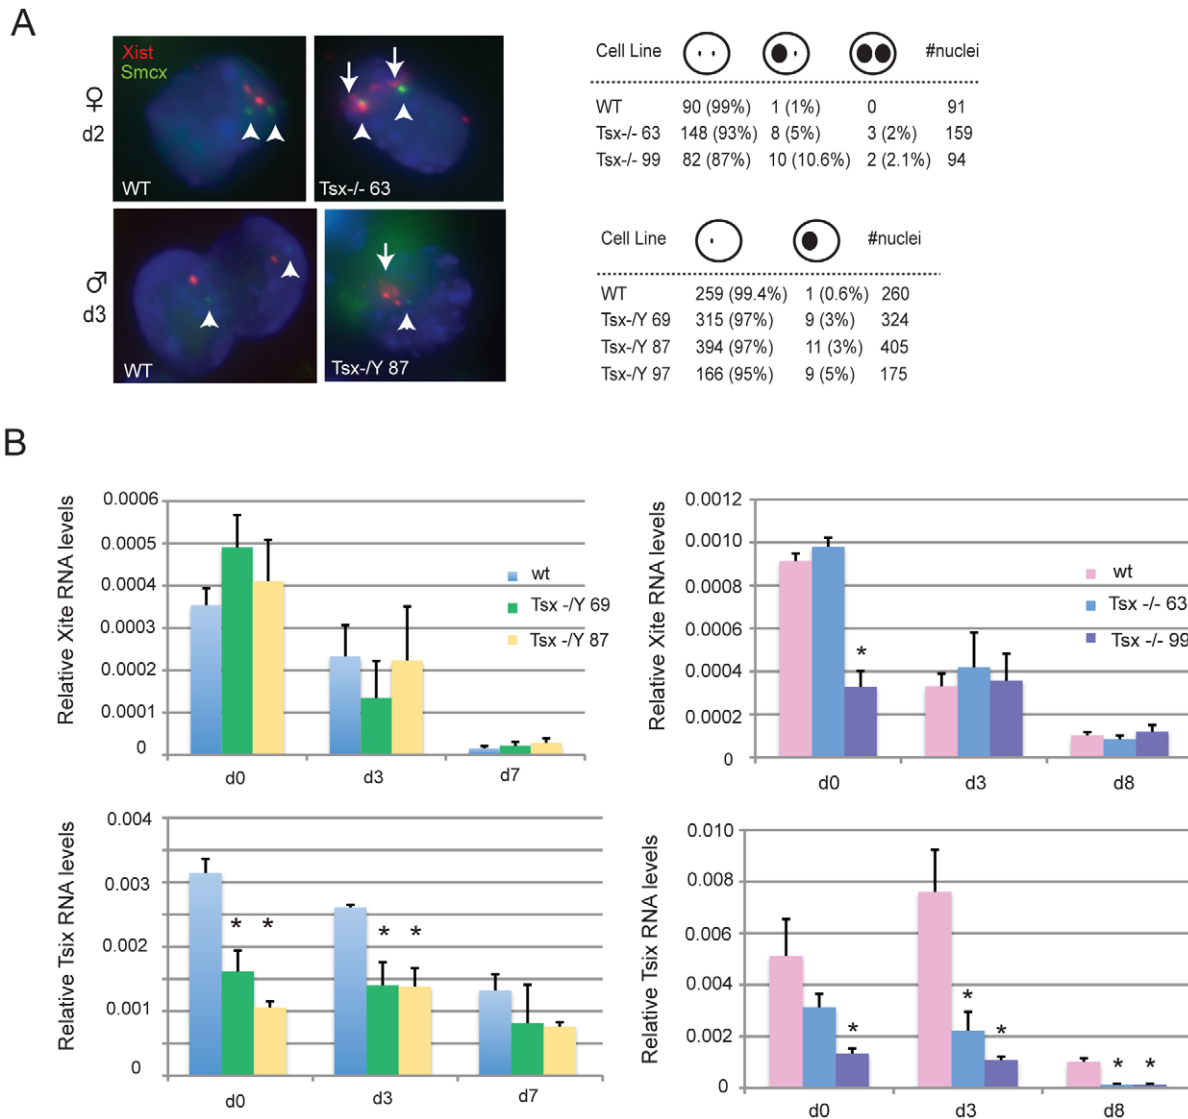 A
Xist
Smcx
♀
d2
WT
Tsx-/- 63
♂
d3
WT
Tsx-/Y 87
Cell Line #nuclei
WT 90 (99%) 1 (1%) 0 91
Tsx-/- 63 148 (93%) 8 (5%) 3 (2%) 159
Tsx-/- 99 82 (87%) 10 (10.6%) 2 (2.1%) 94
Cell Line #nuclei
WT 259 (99.4%) 1 (0.6%) 260
Tsx-/Y 69 315 (97%) 9 (3%) 324
Tsx-/Y 87 394 (97%) 11 (3%) 405
Tsx-/Y 97 166 (95%) 9 (5%) 175
B
Relative Xite RNA levels
0.0006
0.0005
0.0004
0.0003
0.0002
0.0001
0
wt
Tsx -/Y 69
Tsx -/Y 87
d0 d3 d7
Relative Xite RNA levels
0.0012
0.0010
0.0008
0.0006
0.0004
0.0002
0
*
wt
Tsx -/- 63
Tsx -/- 99
d0 d3 d8
Relative Tsix RNA levels
0.004
0.003
0.002
0.001
0
* * * *
d0 d3 d7
Relative Tsix RNA levels
0.010
0.008
0.006
0.004
0.002
0
* * * * *
d0 d3 d8